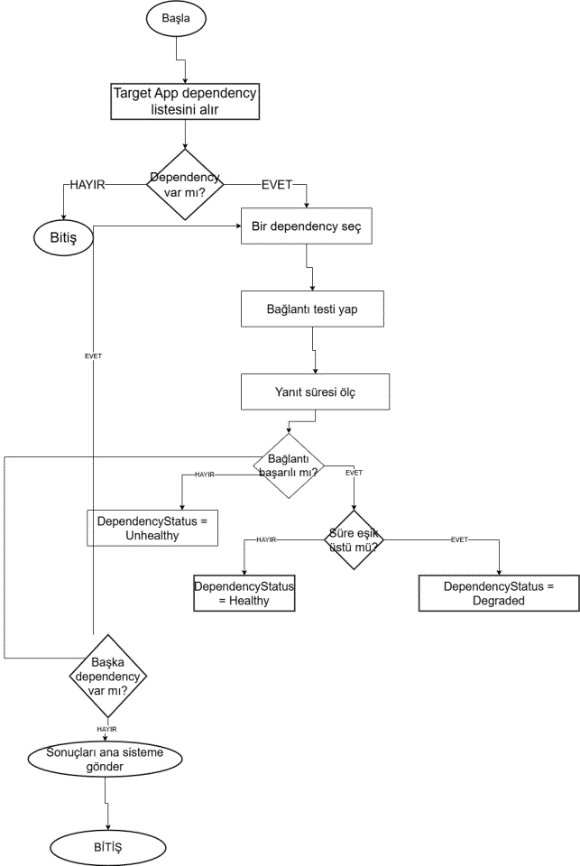 Başla
Target App dependency
listesini alır
Dependency
var mı?
HAYIR
EVET
Bitiş
Bir dependency seç
Bağlantı testi yap
EVET
Yanıt süresi ölç
Bağlantı
başarılı mı?
HAYIR
EVET
DependencyStatus =
Unhealthy
Süre eşik
üstü mü?
HAYIR
EVET
DependencyStatus
= Healthy
DependencyStatus =
Degraded
Başka
dependency
var mı?
HAYIR
Sonuçları ana sisteme
gönder
BİTİŞ